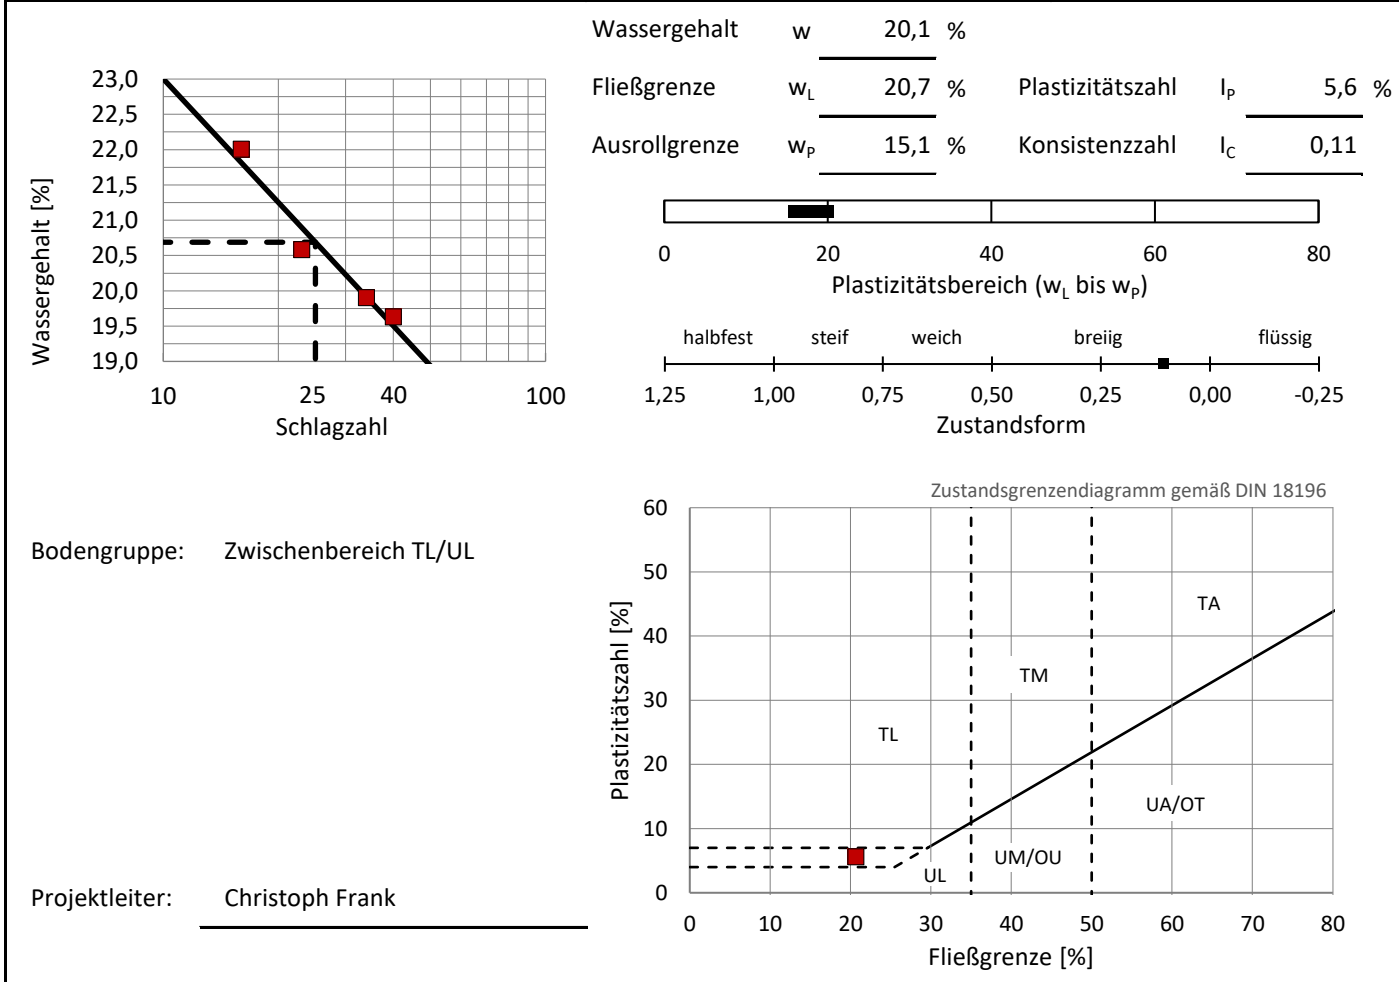 Wassergehalt w 20,1 %
Fließgrenze wL 20,7 % Plastizitätszahl IP 5,6 %
Ausrollgrenze wP 15,1 % Konsistenzzahl IC 0,11
23,0
22,5
22,0
21,5
21,0
20,5
20,0
19,5
19,0
Wassergehalt [%]
10 25 40 100
Schlagzahl
0 20 40 60 80
Plastizitätsbereich (wL bis wP)
halbfest steif weich breiig flüssig
1,25 1,00 0,75 0,50 0,25 0,00 -0,25
Zustandsform
Bodengruppe: Zwischenbereich TL/UL
Projektleiter: Christoph Frank
Zustandsgrenzendiagramm gemäß DIN 18196
60
50
40
30
20
10
0
Plastizitätszahl [%]
TA
TM
TL
UA/OT
UM/OU
UL
0 10 20 30 40 50 60 70 80
Fließgrenze [%]